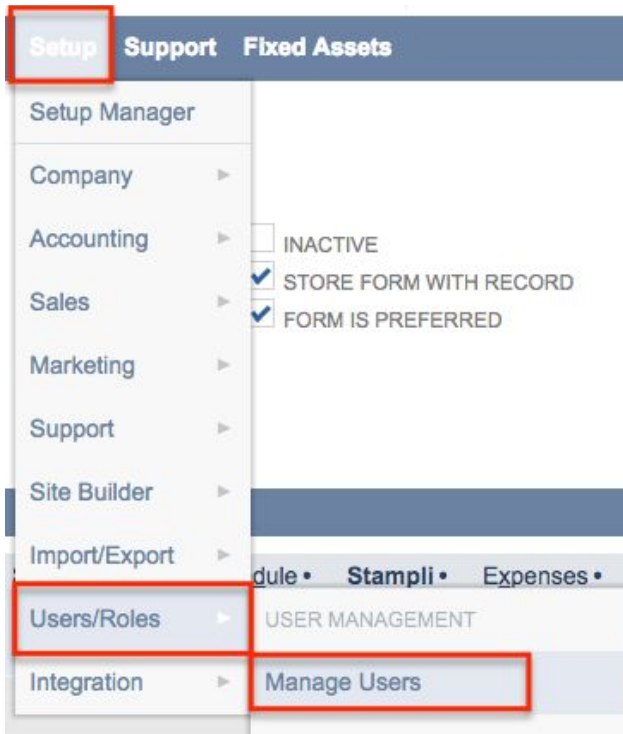 Setup Support Fixed Assets
Setup Manager
Company
Accounting
INACTIVE
STORE FORM WITH RECORD
Sales
FORM IS PREFERRED
Marketing
Support
Site Builder
Import/Export
dule • Stampli • Expenses •
Users/Roles USER MANAGEMENT
Integration Manage Users